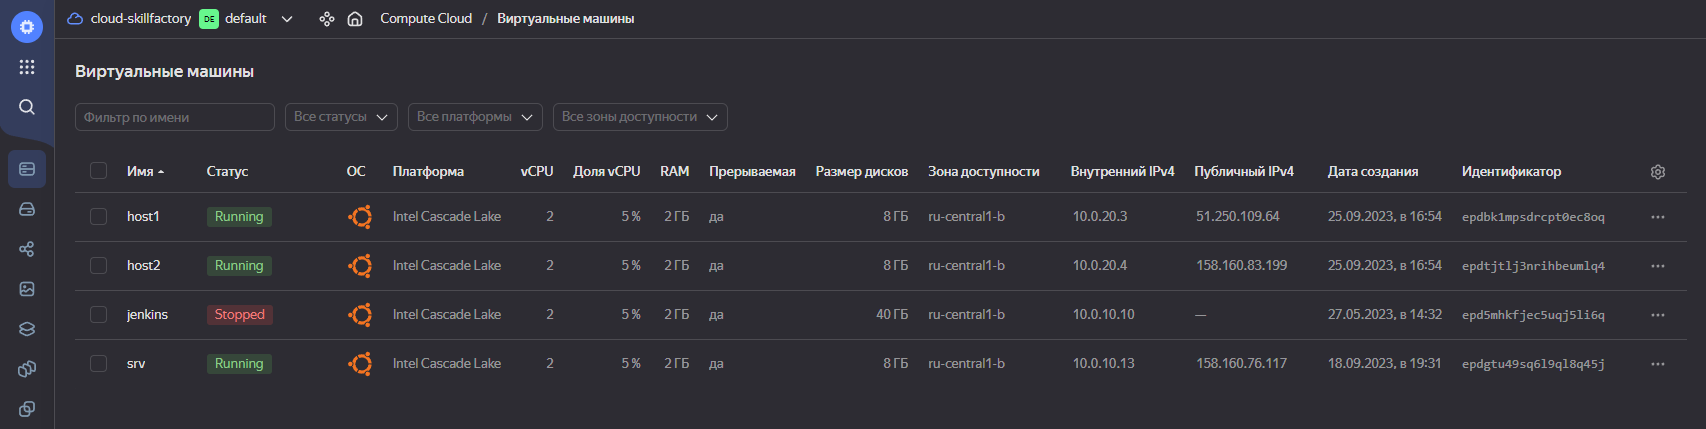 cloud-skillfactory DE default Compute Cloud / Виртуальные машины
Виртуальные машины
Фильтр по имени Все статусы Все платформы Все зоны доступности
Имя Статус ОС Платформа vCPU Доля vCPU RAM Прерываемая Размер дисков Зона доступности Внутренний IPv4 Публичный IPv4 Дата создания Идентификатор
host1 Running Intel Cascade Lake 2 5 % 2 ГБ да 8 ГБ ru-central1-b 10.0.20.3 51.250.109.64 25.09.2023, в 16:54 epdbk1mpsdrcpt0ec8oq
host2 Running Intel Cascade Lake 2 5 % 2 ГБ да 8 ГБ ru-central1-b 10.0.20.4 158.160.83.199 25.09.2023, в 16:54 epdtjtlj3nrihbeumlq4
jenkins Stopped Intel Cascade Lake 2 5 % 2 ГБ да 40 ГБ ru-central1-b 10.0.10.10 — 27.05.2023, в 14:32 epd5mhkfjec5uqj5li6q
srv Running Intel Cascade Lake 2 5 % 2 ГБ да 8 ГБ ru-central1-b 10.0.10.13 158.160.76.117 18.09.2023, в 19:31 epdgtu49sq6l9ql8q45j